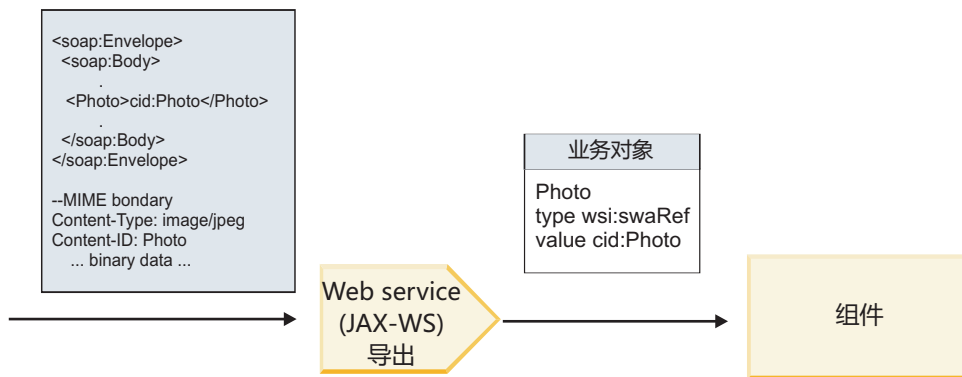 <soap:Envelope>
<soap:Body>
.
<Photo>cid:Photo</Photo>
.
</soap:Body>
</soap:Envelope>
--MIME bondary
Content-Type: image/jpeg
Content-ID: Photo
... binary data ...
业务对象
Photo
type wsi:swaRef
value cid:Photo
Web service
(JAX-WS)
导出
组件